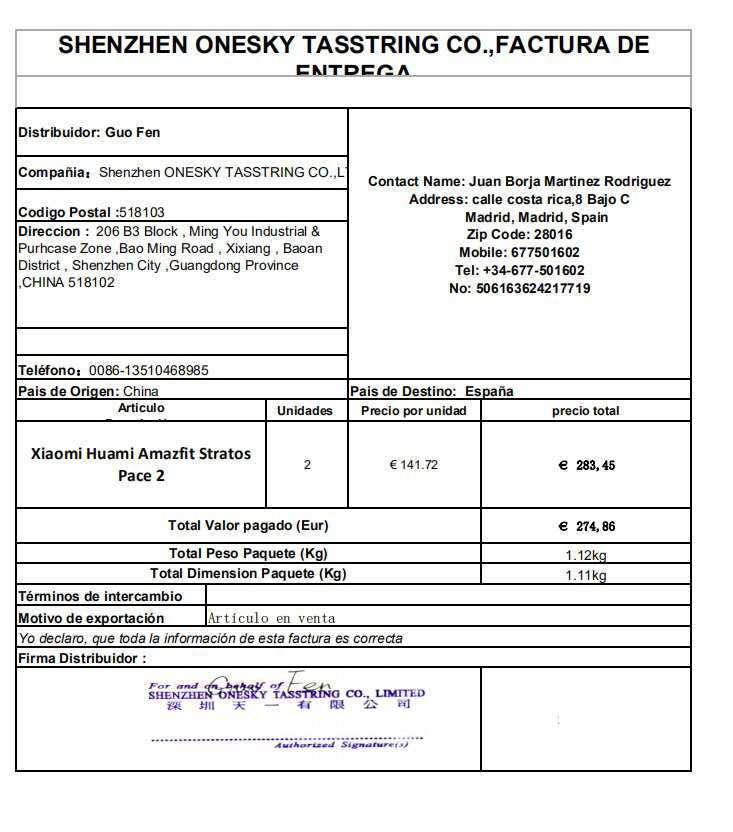 SHENZHEN ONESKY TASSTRING CO.,FACTURA DE
ENTREGA
Distribuidor: Guo Fen
Compañia：Shenzhen ONESKY TASSTRING CO.,L
Codigo Postal :518103
Direccion : 206 B3 Block , Ming You Industrial &
Purhcase Zone ,Bao Ming Road , Xixiang , Baoan
District , Shenzhen City ,Guangdong Province
,CHINA 518102
Teléfono：0086-13510468985
Contact Name: Juan Borja Martinez Rodriguez
Address: calle costa rica,8 Bajo C
Madrid, Madrid, Spain
Zip Code: 28016
Mobile: 677501602
Tel: +34-677-501602
No: 506163624217719
Pais de Origen: China
Pais de Destino: España
Articulo
Unidades
Precio por unidad
precio total
Xiaomi Huami Amazfit Stratos
Pace 2
2
€ 141.72
€ 283,45
Total Valor pagado (Eur)
€ 274,86
Total Peso Paquete (Kg)
1.12kg
Total Dimension Paquete (Kg)
1.11kg
Términos de intercambio
Motivo de exportación
Artículo en venta
Yo declaro, que toda la información de esta factura es correcta
Firma Distribuidor :
For and on behalf of
Fen
SHENZHEN ONESKY TASSTRING CO., LIMITED
深圳天一有限公司
Authorized Signature(s)